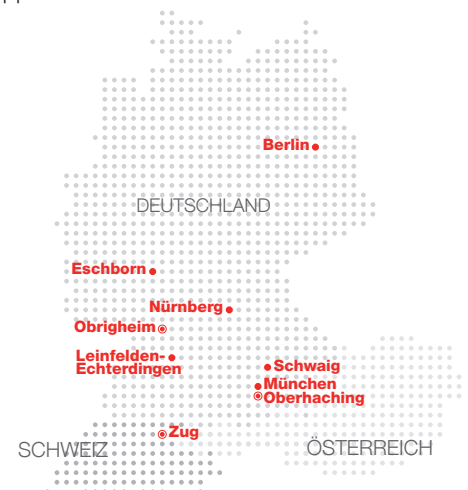 Berlin
DEUTSCHLAND
Eschborn
Nürnberg
Obrigheim
Leinfelden-
Echterdingen
Schwaig
München
Oberhaching
Zug
SCHWEIZ
ÖSTERREICH